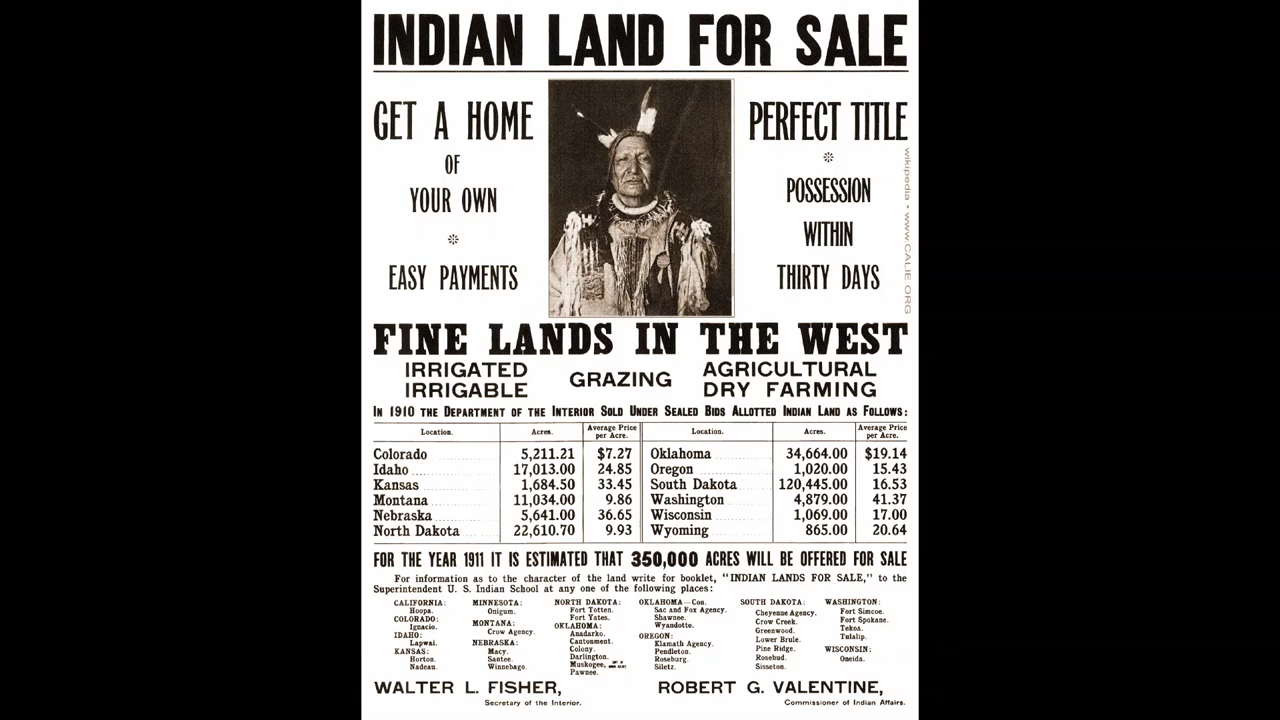 INDIAN LAND FOR SALE
GET A HOME
OF
YOUR OWN
EASY PAYMENTS
PERFECT TITLE
POSSESSION
WITHIN
THIRTY DAYS
wikipedia • www.CALIE.ORG
FINE LANDS IN THE WEST
IRRIGATED
IRRIGABLE
GRAZING
AGRICULTURAL
DRY FARMING
IN 1910 THE DEPARTMENT OF THE INTERIOR SOLD UNDER SEALED BIDS ALLOTTED INDIAN LAND AS FOLLOWS:
Location. Acres. Average Price per Acre. Location. Acres. Average Price per Acre.
Colorado 5,211.21 $7.27 Oklahoma 34,664.00 $19.14
Idaho 17,013.00 24.85 Oregon 1,020.00 15.43
Kansas 1,684.50 33.45 South Dakota 120,445.00 16.53
Montana 11,034.00 9.86 Washington 4,879.00 41.37
Nebraska 5,641.00 36.65 Wisconsin 1,069.00 17.00
North Dakota 22,610.70 9.93 Wyoming 865.00 20.64
FOR THE YEAR 1911 IT IS ESTIMATED THAT 350,000 ACRES WILL BE OFFERED FOR SALE
For information as to the character of the land write for booklet, "INDIAN LANDS FOR SALE," to the
Superintendent U. S. Indian School at any one of the following places:
CALIFORNIA:
Hoopa.
COLORADO:
Ignacio.
IDAHO:
Lapwai.
KANSAS:
Horton.
Nadeau.
MINNESOTA:
Onigum.
MONTANA:
Crow Agency.
NEBRASKA:
Macy.
Santee.
Winnebago.
NORTH DAKOTA:
Fort Totten.
Fort Yates.
OKLAHOMA:
Anadarko.
Cantonment.
Colony.
Darlington.
Muskogee,
Pawnee.
OKLAHOMA—Con.
Sac and Fox Agency.
Shawnee.
Wyandotte.
OREGON:
Klamath Agency.
Pendleton.
Roseburg.
Siletz.
SOUTH DAKOTA:
Cheyenne Agency.
Crow Creek.
Greenwood.
Lower Brule.
Pine Ridge.
Rosebud.
Sisseton.
WASHINGTON:
Fort Simcoe.
Fort Spokane.
Tekoa.
Tulalip.
WISCONSIN:
Oneida.
WALTER L. FISHER,
Secretary of the Interior.
ROBERT G. VALENTINE,
Commissioner of Indian Affairs.